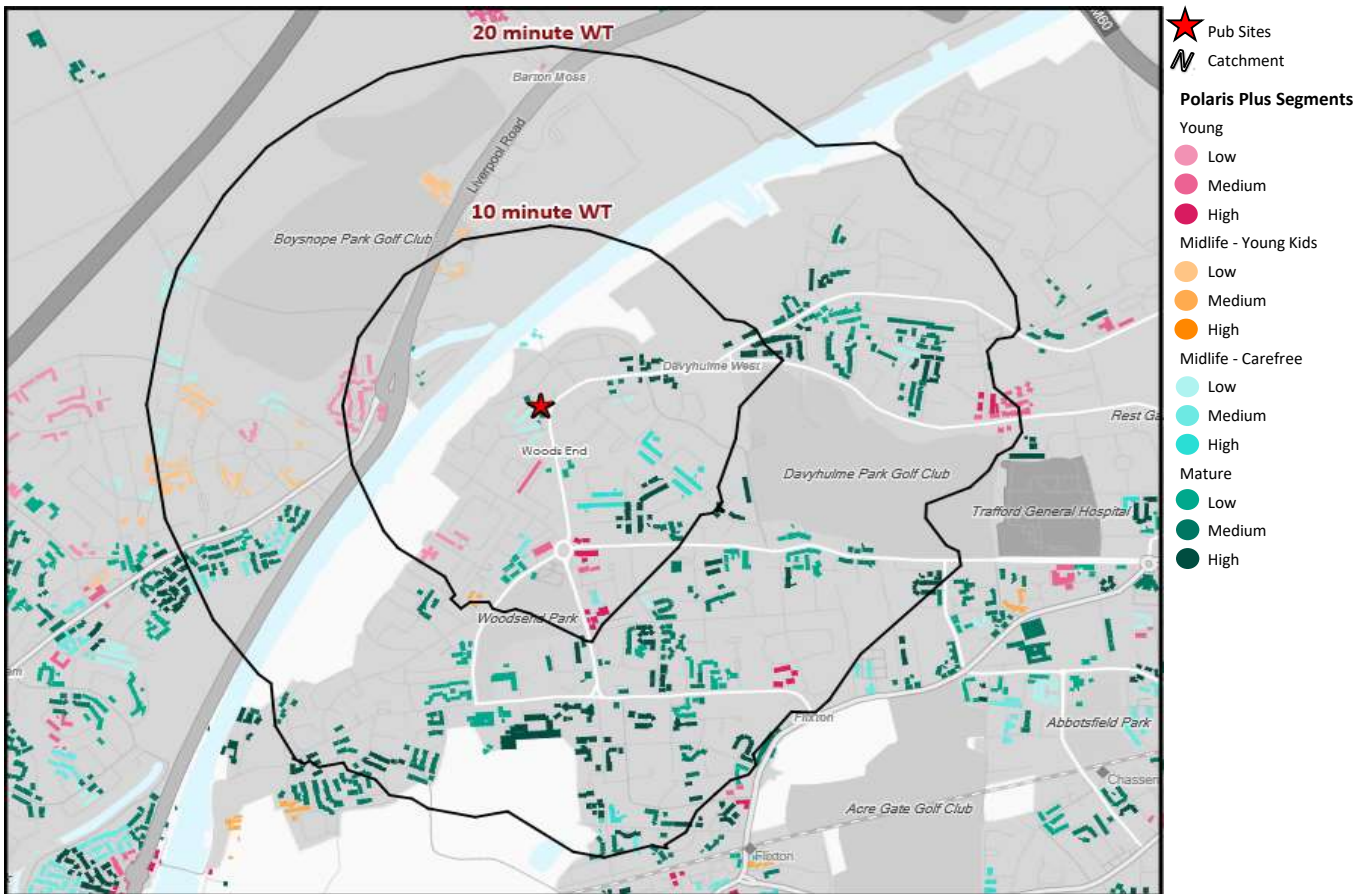 20 minute WT
Barton Moss
M60
Liverpool Road
10 minute WT
Boysnope Park Golf Club
Davyhulme West
Rest Ga
Woods End
Davyhulme Park Golf Club
Trafford General Hospital
Woodsend Park
am
Flixton
Abbotsfield Park
Chassen
Acre Gate Golf Club
Flixton
Pub Sites
Catchment
Polaris Plus Segments
Young
Low
Medium
High
Midlife - Young Kids
Low
Medium
High
Midlife - Carefree
Low
Medium
High
Mature
Low
Medium
High